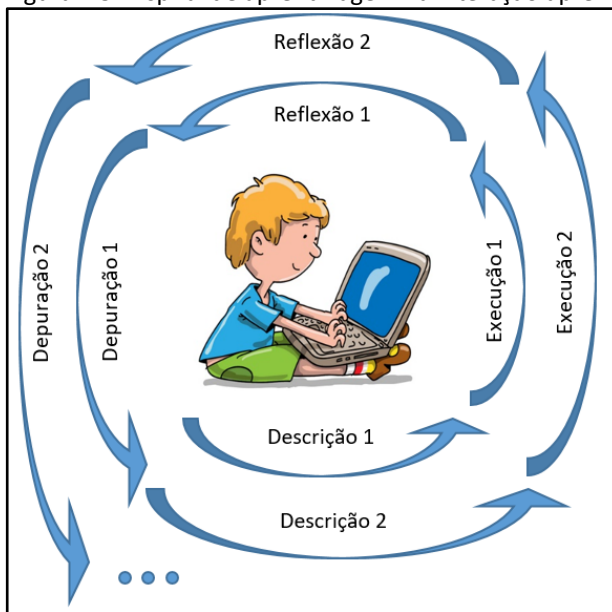 Reflexão 2
Reflexão 1
Depuração 2
Depuração 1
Execução 1
Execução 2
Descrição 1
Descrição 2
...